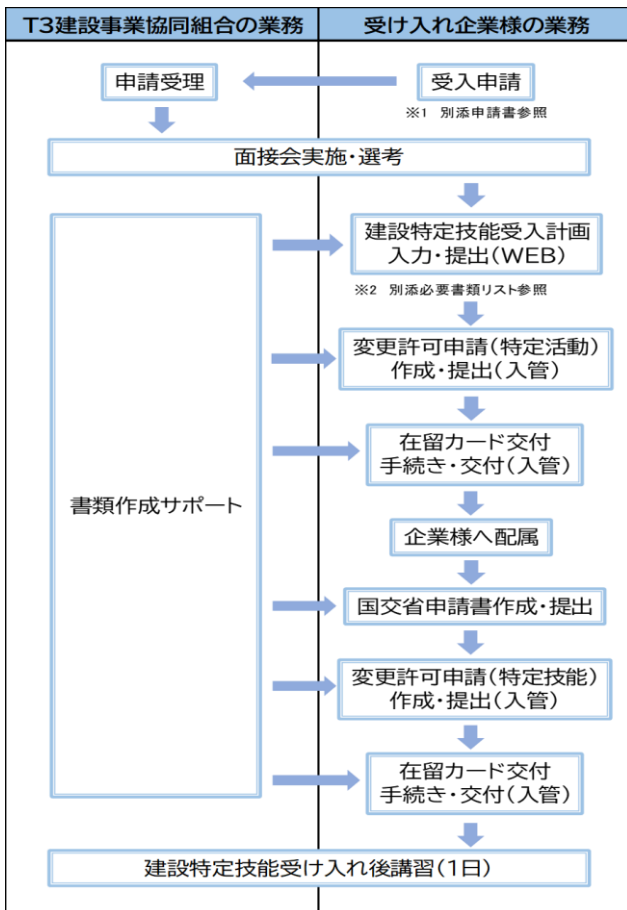 T3建設事業協同組合の業務
受け入れ企業様の業務
申請受理
受入申請
※1 別添申請書参照
面接会実施・選考
建設特定技能受入計画
入力・提出(WEB)
※2 別添必要書類リスト参照
変更許可申請(特定活動)
作成・提出(入管)
在留カード交付
手続き・交付(入管)
書類作成サポート
企業様へ配属
国交省申請書作成・提出
変更許可申請(特定技能)
作成・提出(入管)
在留カード交付
手続き・交付(入管)
建設特定技能受け入れ後講習(1日)